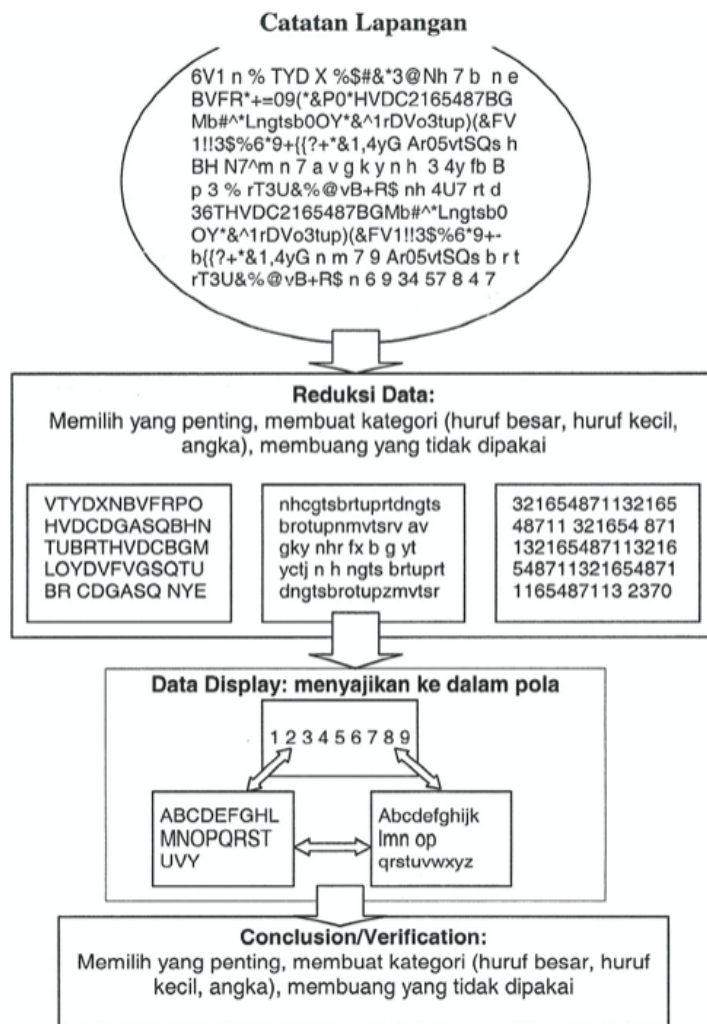 Catatan Lapangan
6V1 n % TYD X %$#&*3@Nh 7 b n e
BVFR*+=09(*&P0*HVDC2165487BG
Mb#^*Lngtsb0OY*&^1rDVo3tup)(&FV
1!!3$%6*9+{{?+*&1,4yG Ar05vtSQs h
BH N7^m n 7 a v g k y n h 3 4y fb B
p 3 % rT3U&%@vB+R$ nh 4U7 rt d
36THVDC2165487BGMb#^*Lngtsb0
OY*&^1rDVo3tup)(&FV1!!3$%6*9+-
b{{?+*&1,4yG n m 7 9 Ar05vtSQs b r t
rT3U&%@vB+R$ n 6 9 34 57 8 4 7
Reduksi Data:
Memilih yang penting, membuat kategori (huruf besar, huruf kecil,
angka), membuang yang tidak dipakai
VTYDXNBVFRPO
HVDCDGASQBHN
TUBRTHVDCBGM
LOYDVFVGSQTU
BR CDGASQ NYE
nhcgtsbrtuprtdngts
brotupnmvtsrv av
gky nhr fx b g yt
yctj n h ngts brtuprt
dngtsbrotupzmvtsr
321654871132165
48711 321654 871
132165487113216
548711321654871
1165487113 2370
Data Display: menyajikan ke dalam pola
1 2 3 4 5 6 7 8 9
ABCDEFGHL
MNOPQRST
UVY
Abcdefghijk
lmn op
qrstuvwxyz
Conclusion/Verification:
Memilih yang penting, membuat kategori (huruf besar, huruf
kecil, angka), membuang yang tidak dipakai